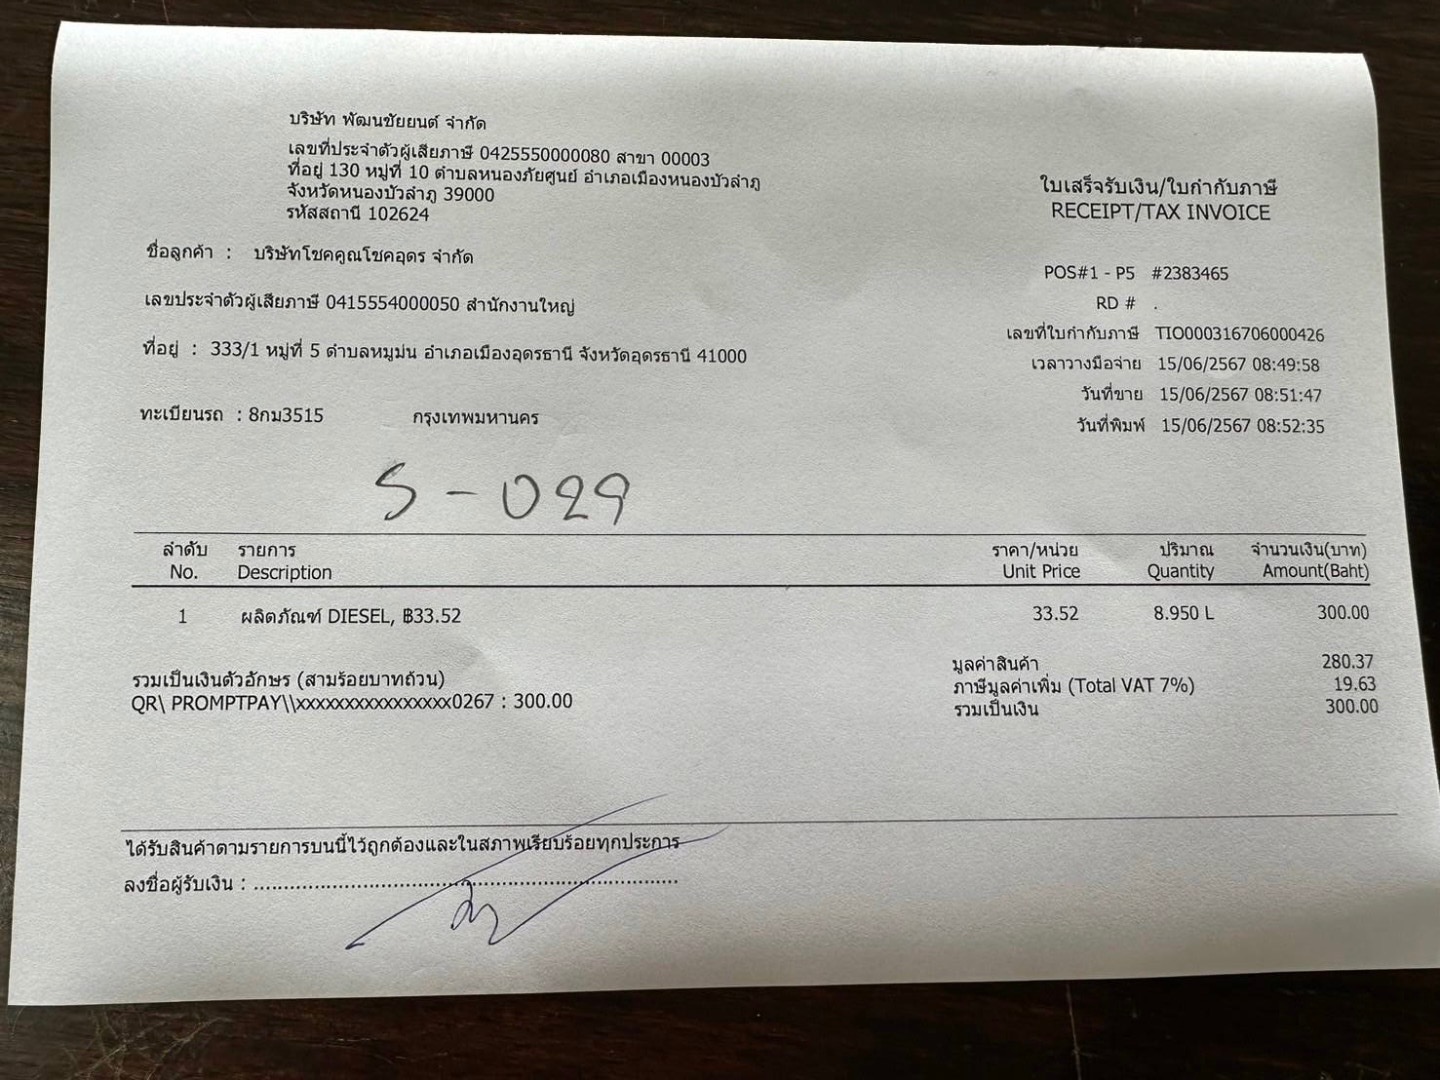 บริษัท พัฒนชัยยนต์ จำกัด
เลขที่ประจำตัวผู้เสียภาษี 0425550000080 สาขา 00003
ที่อยู่ 130 หมู่ที่ 10 ตำบลหนองภัยศูนย์ อำเภอเมืองหนองบัวลำภู
จังหวัดหนองบัวลำภู 39000
รหัสสถานี 102624
ใบเสร็จรับเงิน/ใบกำกับภาษี
RECEIPT/TAX INVOICE
ชื่อลูกค้า : บริษัทโชคคูณโชคอุดร จำกัด
เลขประจำตัวผู้เสียภาษี 0415554000050 สำนักงานใหญ่
ที่อยู่ : 333/1 หมู่ที่ 5 ตำบลหมูม่น อำเภอเมืองอุดรธานี จังหวัดอุดรธานี 41000
ทะเบียนรถ : 8กม3515 กรุงเทพมหานคร
POS#1 - P5 #2383465
RD # .
เลขที่ใบกำกับภาษี TIO000316706000426
เวลาวางมือจ่าย 15/06/2567 08:49:58
วันที่ขาย 15/06/2567 08:51:47
วันที่พิมพ์ 15/06/2567 08:52:35
S - 029
ลำดับ รายการ ราคา/หน่วย ปริมาณ จำนวนเงิน(บาท)
No. Description Unit Price Quantity Amount(Baht)
1 ผลิตภัณฑ์ DIESEL, ฿33.52 33.52 8.950 L 300.00
รวมเป็นเงินตัวอักษร (สามร้อยบาทถ้วน)
QR\ PROMPTPAY\\xxxxxxxxxxxxxxxx0267 : 300.00
มูลค่าสินค้า 280.37
ภาษีมูลค่าเพิ่ม (Total VAT 7%) 19.63
รวมเป็นเงิน 300.00
ได้รับสินค้าตามรายการบนนี้ไว้ถูกต้องและในสภาพเรียบร้อยทุกประการ
ลงชื่อผู้รับเงิน : ........................................................................